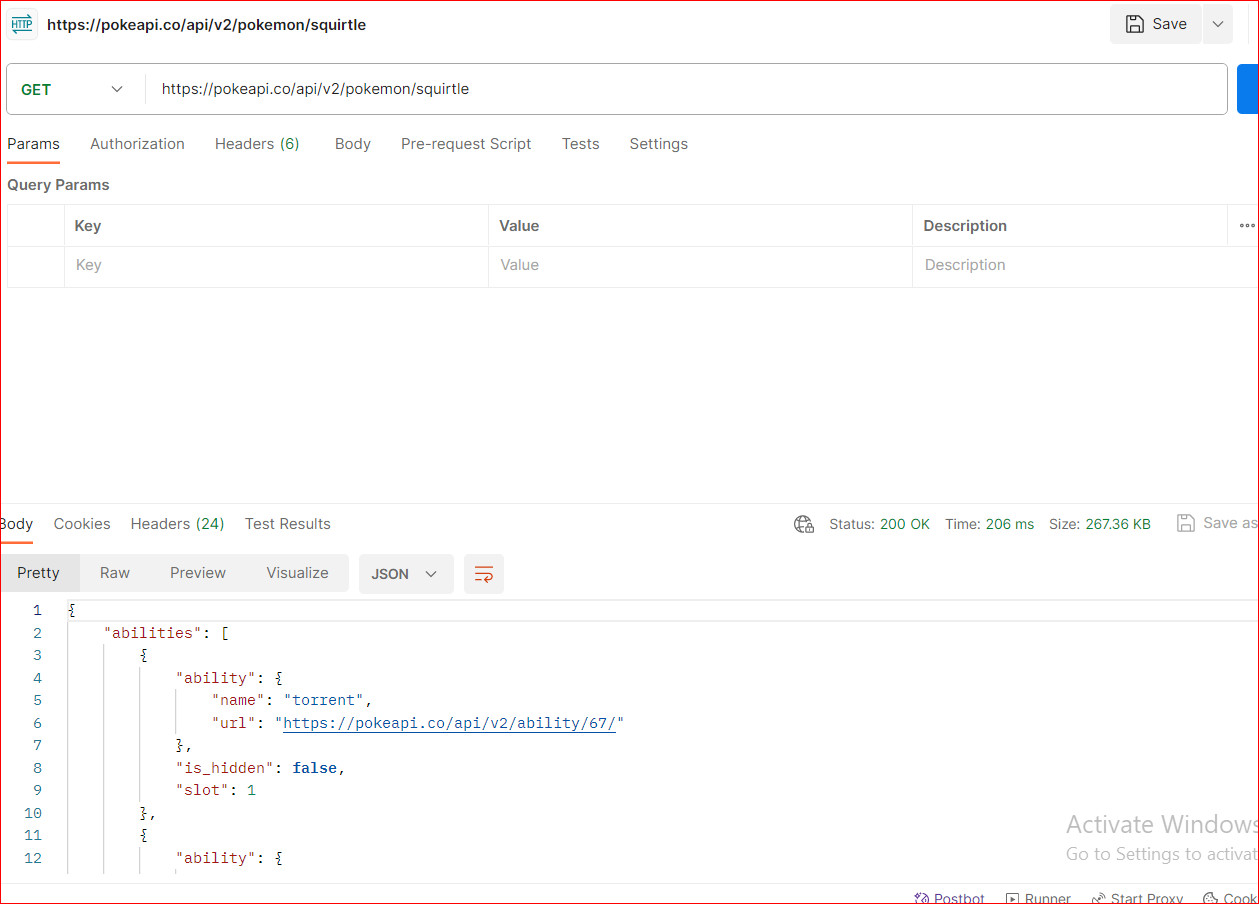 HTTP https://pokeapi.co/api/v2/pokemon/squirtle Save
GET https://pokeapi.co/api/v2/pokemon/squirtle
Params Authorization Headers (6) Body Pre-request Script Tests Settings
Query Params
Key Value Description
Key Value Description
Body Cookies Headers (24) Test Results Status: 200 OK Time: 206 ms Size: 267.36 KB Save as
Pretty Raw Preview Visualize JSON
1 {
2 "abilities": [
3 {
4 "ability": {
5 "name": "torrent",
6 "url": "https://pokeapi.co/api/v2/ability/67/"
7 },
8 "is_hidden": false,
9 "slot": 1
10 },
11 {
12 "ability": {
Activate Windows
Go to Settings to activat
Postbot Runner Start Proxy Cook